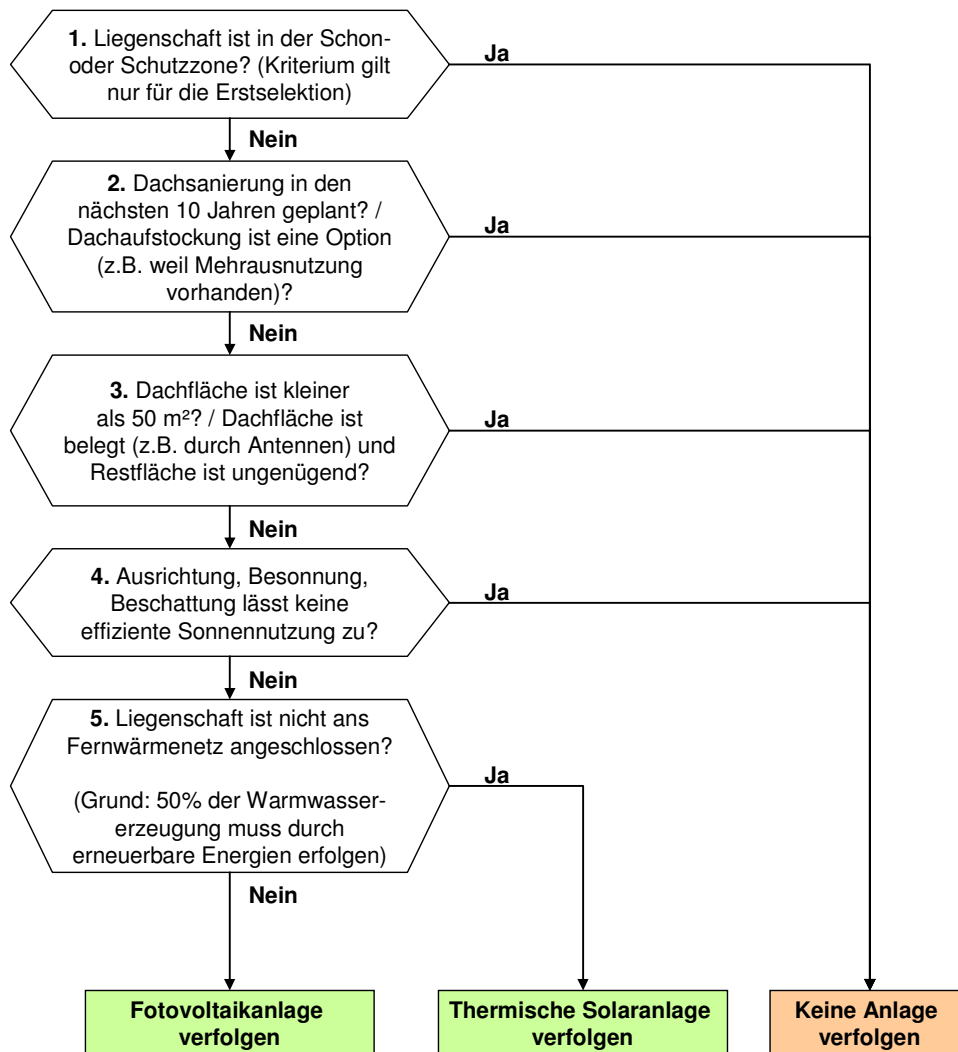 1. Liegenschaft ist in der Schon-
oder Schutzzone? (Kriterium gilt
nur für die Erstselektion)
Ja
Nein
2. Dachsanierung in den
nächsten 10 Jahren geplant? /
Dachaufstockung ist eine Option
(z.B. weil Mehrausnutzung
vorhanden)?
Ja
Nein
3. Dachfläche ist kleiner
als 50 m²? / Dachfläche ist
belegt (z.B. durch Antennen) und
Restfläche ist ungenügend?
Ja
Nein
4. Ausrichtung, Besonnung,
Beschattung lässt keine
effiziente Sonnennutzung zu?
Ja
Nein
5. Liegenschaft ist nicht ans
Fernwärmenetz angeschlossen?
(Grund: 50% der Warmwasser-
erzeugung muss durch
erneuerbare Energien erfolgen)
Ja
Nein
Fotovoltaikanlage
verfolgen
Thermische Solaranlage
verfolgen
Keine Anlage
verfolgen